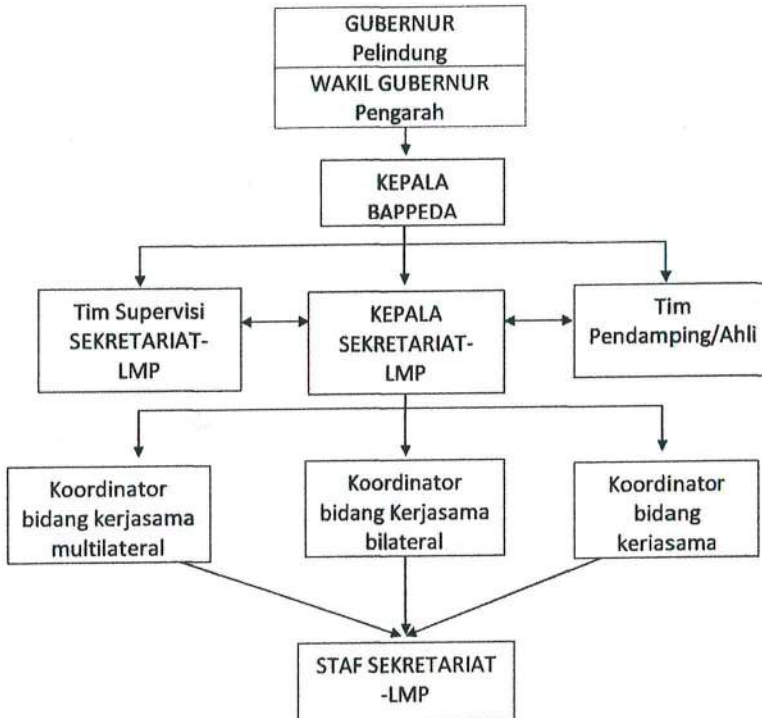 GUBERNUR
Pelindung
WAKIL GUBERNUR
Pengarah
KEPALA
BAPPEDA
Tim Supervisi
SEKRETARIAT-
LMP
KEPALA
SEKRETARIAT-
LMP
Tim
Pendamping/Ahli
Koordinator
bidang kerjasama
multilateral
Koordinator
bidang Kerjasama
bilateral
Koordinator
bidang
keriasama
STAF SEKRETARIAT
-LMP